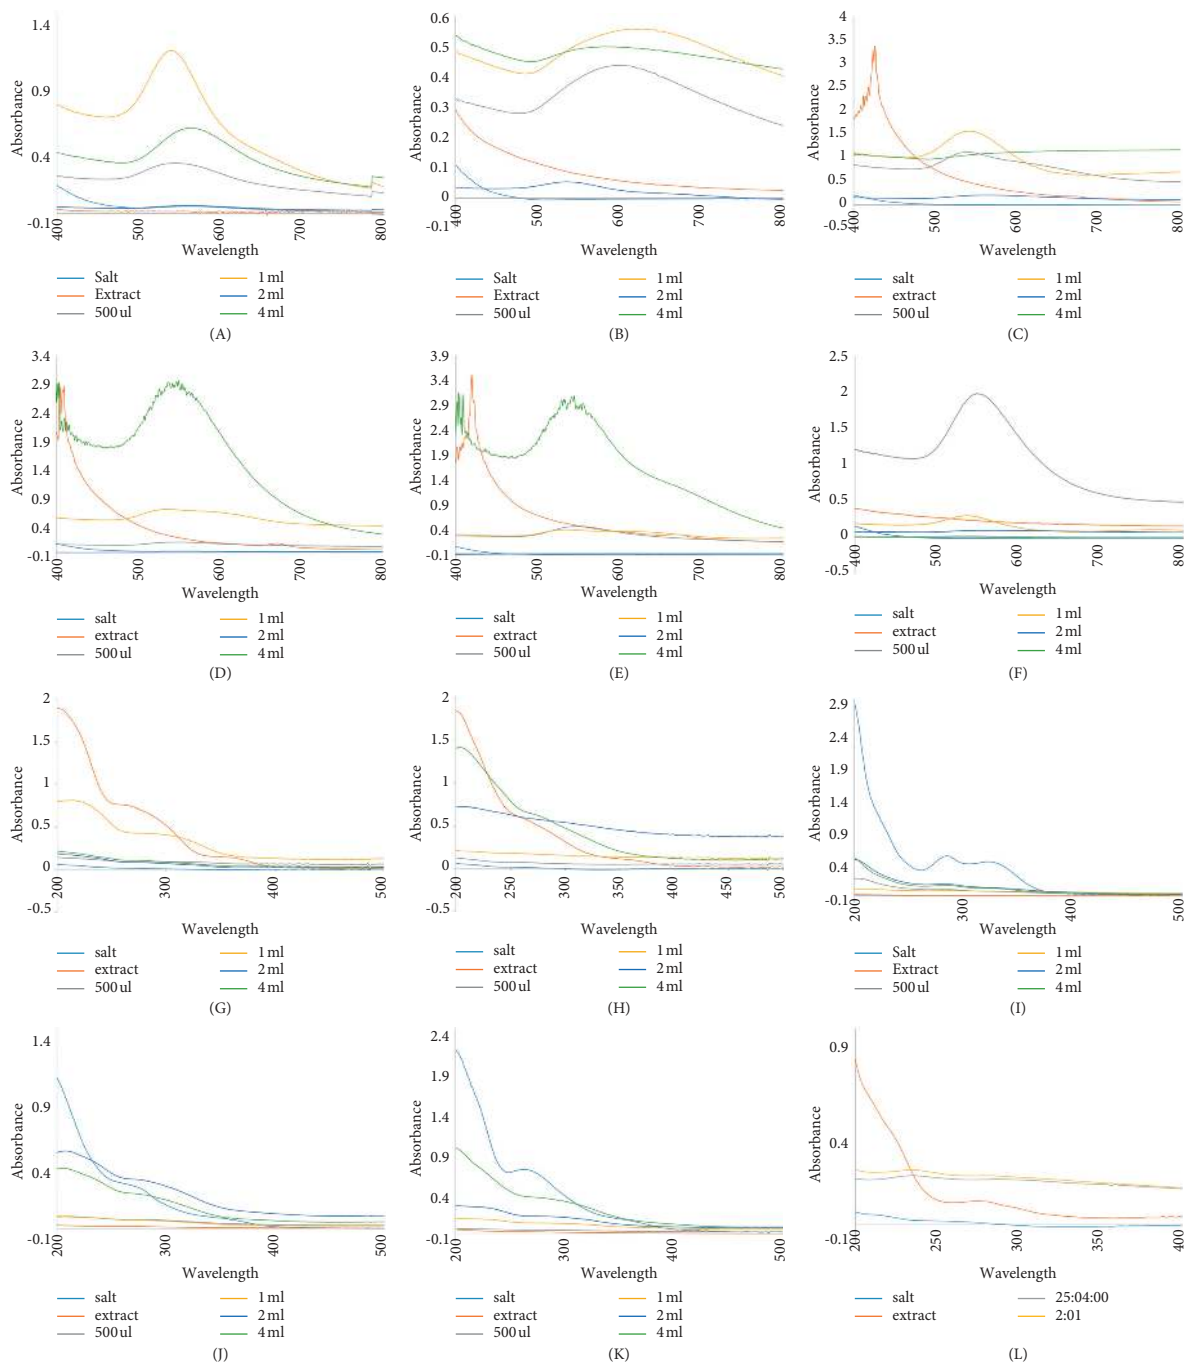 1.4
0.9
0.4
-0.1
Absorbance
400
500
600
700
800
Wavelength
Salt
Extract
500 ul
1 ml
2 ml
4 ml
(A)
0.6
0.5
0.4
0.3
0.2
0.1
0
-0.1
Absorbance
400
500
600
700
800
Wavelength
Salt
Extract
500 ul
1 ml
2 ml
4 ml
(B)
4
3.5
3
2.5
2
1.5
1
0.5
0
-0.5
Absorbance
400
500
600
700
800
Wavelength
salt
extract
500 ul
1 ml
2 ml
4 ml
(C)
3.4
2.9
2.4
1.9
1.4
0.9
0.4
-0.1
Absorbance
400
500
600
700
800
Wavelength
salt
extract
500 ul
1 ml
2 ml
4 ml
(D)
3.9
3.4
2.9
2.4
1.9
1.4
0.9
0.4
-0.1
Absorbance
400
500
600
700
800
Wavelength
salt
extract
500 ul
1 ml
2 ml
4 ml
(E)
2.5
2
1.5
1
0.5
0
-0.5
Absorbance
400
500
600
700
800
Wavelength
salt
extract
500 ul
1 ml
2 ml
4 ml
(F)
2
1.5
1
0.5
0
-0.5
Absorbance
200
300
400
500
Wavelength
salt
extract
500 ul
1 ml
2 ml
4 ml
(G)
2
1.5
1
0.5
0
-0.5
Absorbance
200
250
300
350
400
450
500
Wavelength
salt
extract
500 ul
1 ml
2 ml
4 ml
(H)
2.9
2.4
1.9
1.4
0.9
0.4
-0.1
Absorbance
200
300
400
500
Wavelength
Salt
Extract
500 ul
1 ml
2 ml
4 ml
(I)
1.4
0.9
0.4
-0.1
Absorbance
200
300
400
500
Wavelength
salt
extract
500 ul
1 ml
2 ml
4 ml
(J)
2.4
1.9
1.4
0.9
0.4
-0.1
Absorbance
200
300
400
500
Wavelength
salt
extract
500 ul
1 ml
2 ml
4 ml
(K)
0.9
0.4
-0.1
Absorbance
200
250
300
350
400
Wavelength
salt
extract
25:04:00
2:01
(L)